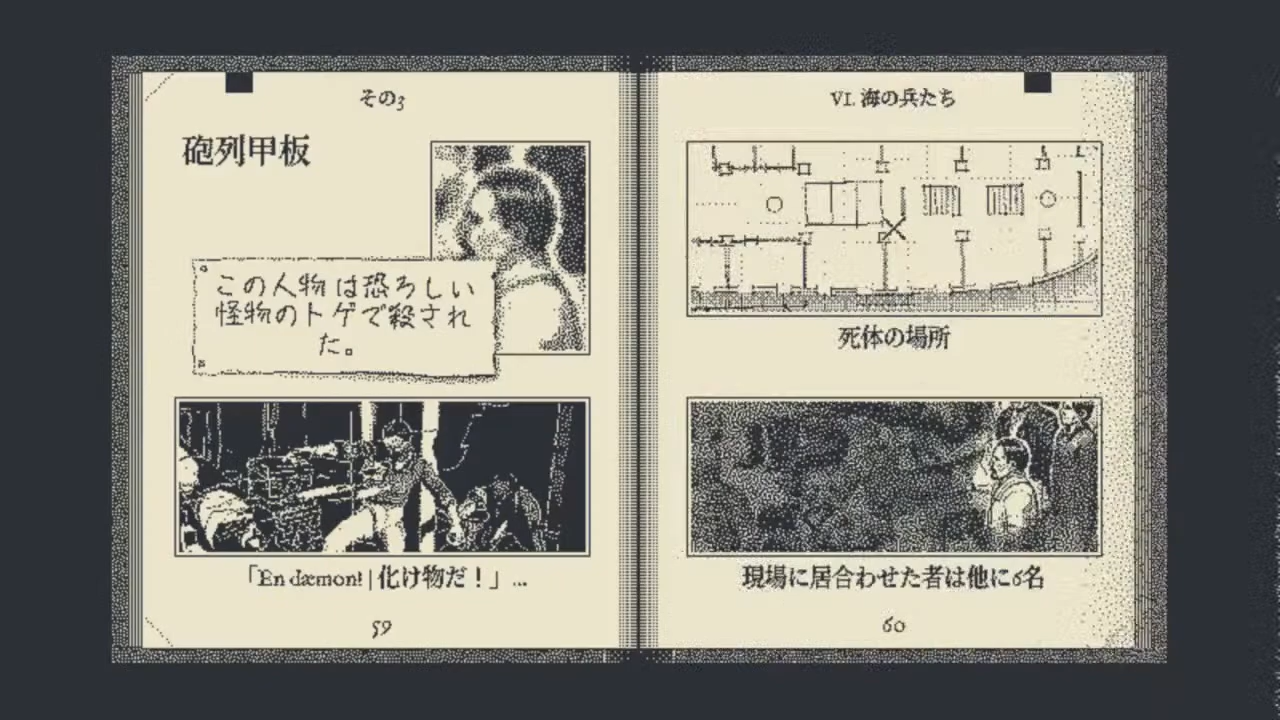 その3
砲列甲板
この人物は恐ろしい
怪物のトゲで殺され
た。
「En dæmon! | 化け物だ！」...
59
VI. 海の兵たち
死体の場所
現場に居合わせた者は他に6名
60